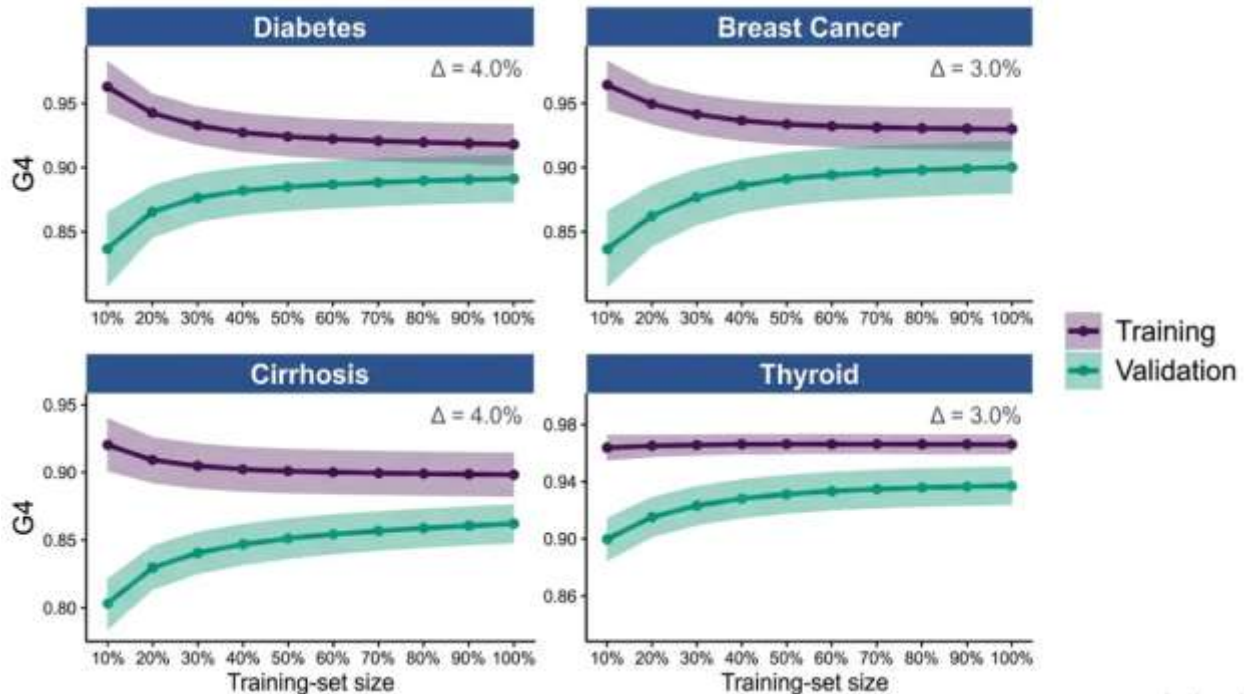 Diabetes
Δ = 4.0%
G4
0.95
0.90
0.85
10% 20% 30% 40% 50% 60% 70% 80% 90% 100%
Breast Cancer
Δ = 3.0%
0.95
0.90
0.85
10% 20% 30% 40% 50% 60% 70% 80% 90% 100%
Cirrhosis
Δ = 4.0%
G4
0.95
0.90
0.85
0.80
10% 20% 30% 40% 50% 60% 70% 80% 90% 100%
Training-set size
Thyroid
Δ = 3.0%
0.98
0.94
0.90
0.86
10% 20% 30% 40% 50% 60% 70% 80% 90% 100%
Training-set size
Training
Validation